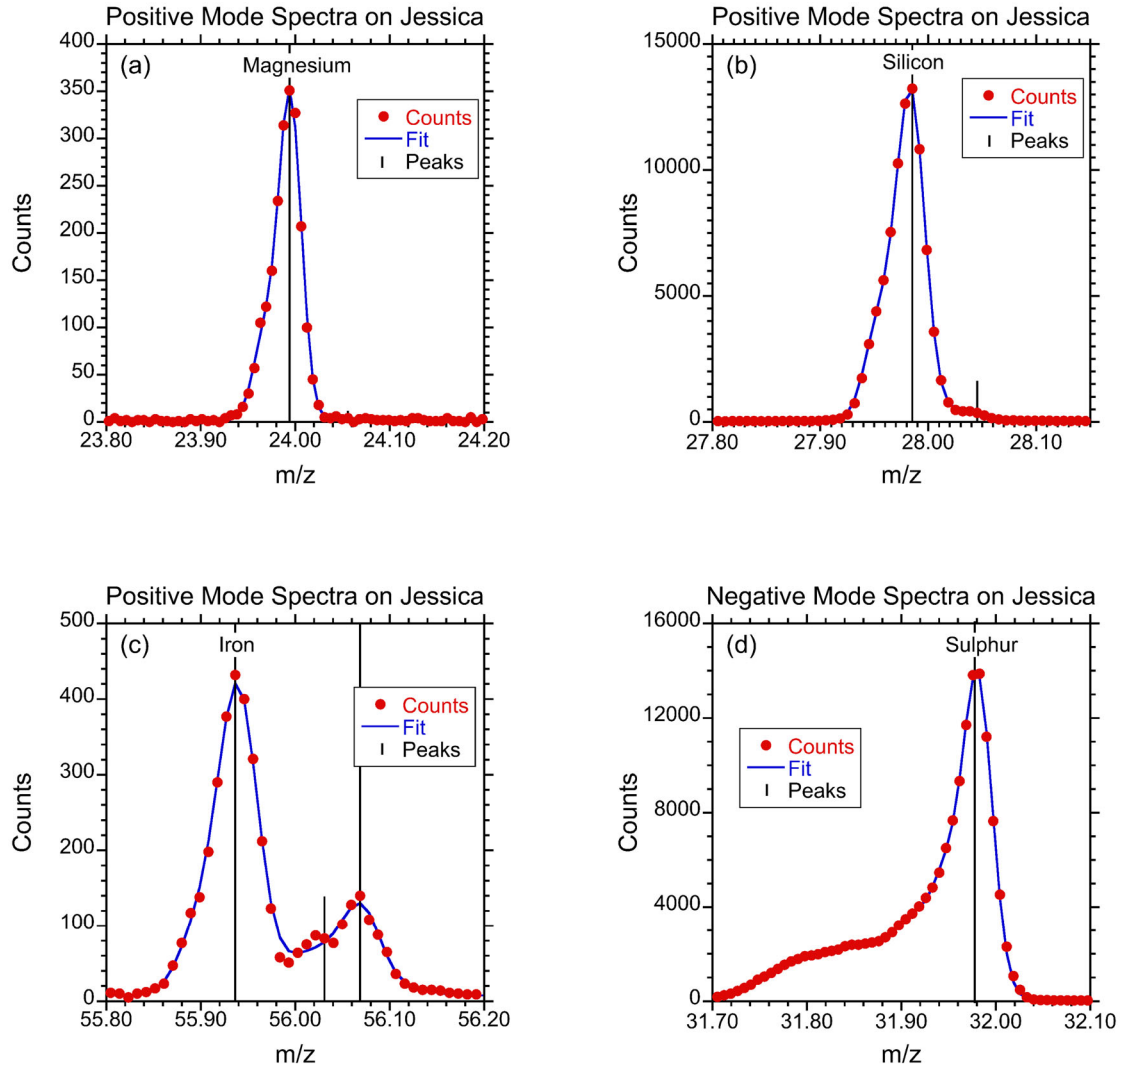 Positive Mode Spectra on Jessica
(a)
Magnesium
Counts
Fit
Peaks
400
350
300
250
200
150
100
50
0
Counts
23.80 23.90 24.00 24.10 24.20
m/z
Positive Mode Spectra on Jessica
(b)
Silicon
Counts
Fit
Peaks
15000
10000
5000
0
Counts
27.80 27.90 28.00 28.10
m/z
Positive Mode Spectra on Jessica
(c)
Iron
Counts
Fit
Peaks
500
400
300
200
100
0
Counts
55.80 55.90 56.00 56.10 56.20
m/z
Negative Mode Spectra on Jessica
(d)
Sulphur
Counts
Fit
Peaks
16000
12000
8000
4000
0
Counts
31.70 31.80 31.90 32.00 32.10
m/z